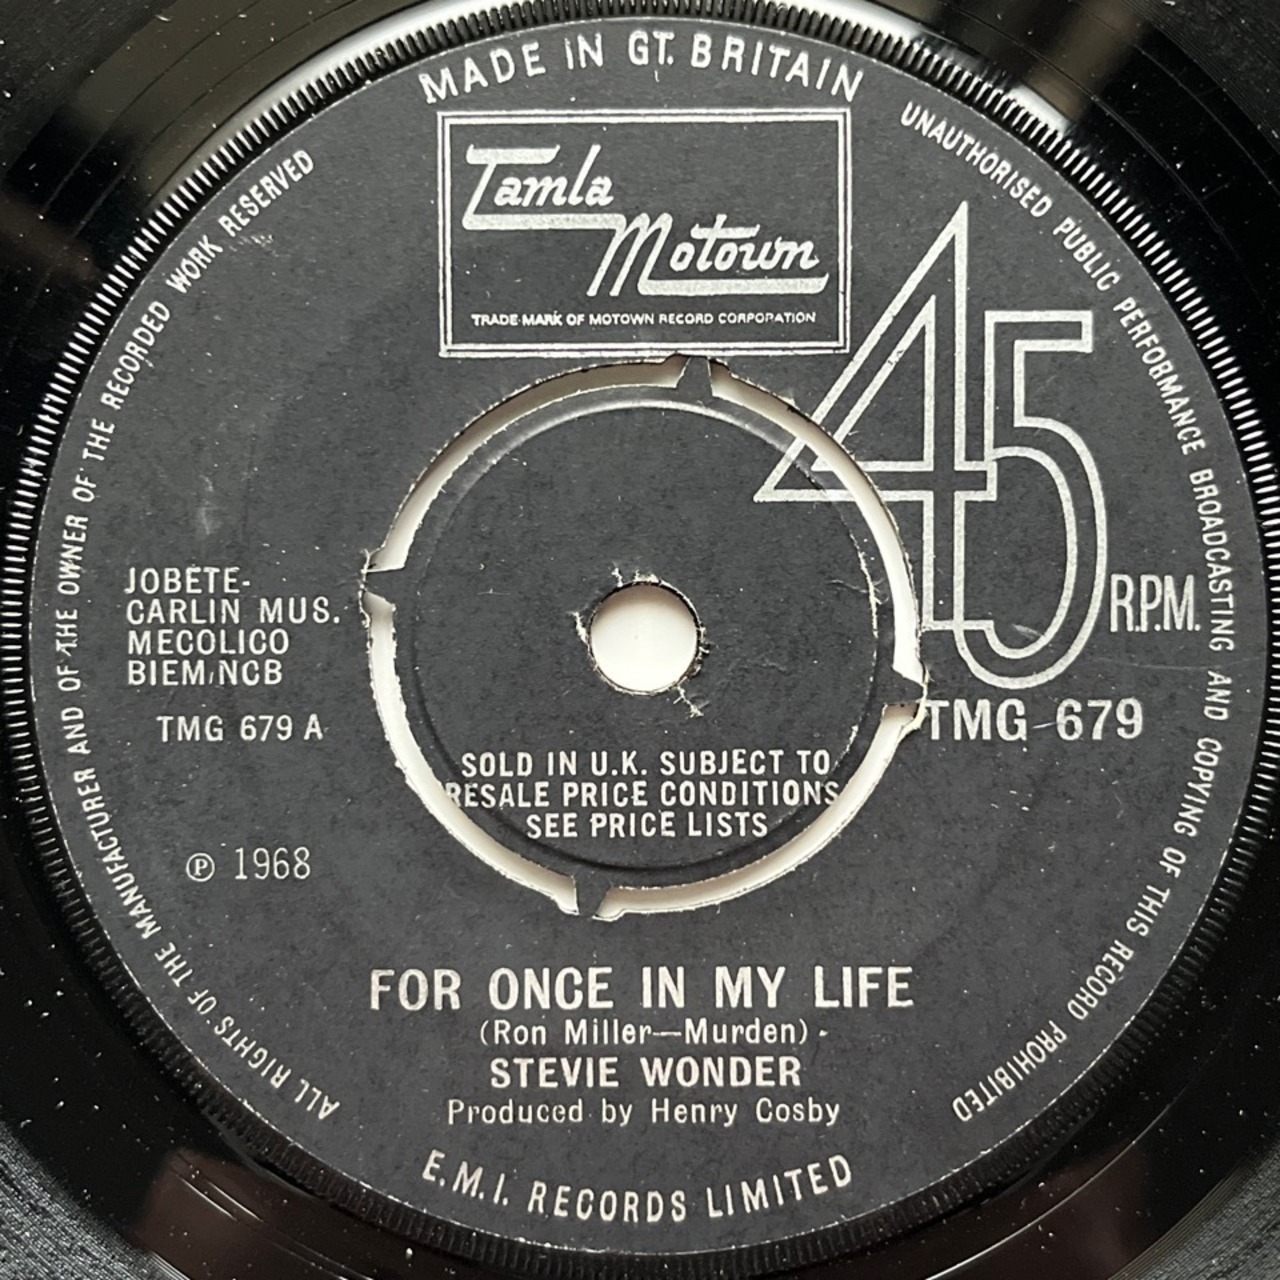 MADE IN GT. BRITAIN
Tamla
Motown
TRADE MARK OF MOTOWN RECORD CORPORATION
45
R.P.M.
JOBETE-
CARLIN MUS.
MECOLICO
BIEM/NCB
TMG 679 A
TMG 679
SOLD IN U.K. SUBJECT TO
RESALE PRICE CONDITIONS
SEE PRICE LISTS
℗ 1968
FOR ONCE IN MY LIFE
(Ron Miller—Murden)
STEVIE WONDER
Produced by Henry Cosby
E.M.I. RECORDS LIMITED
ALL RIGHTS OF THE MANUFACTURER AND OF THE OWNER OF THE RECORDED WORK RESERVED
UNAUTHORISED PUBLIC PERFORMANCE BROADCASTING AND COPYING OF THIS RECORD PROHIBITED